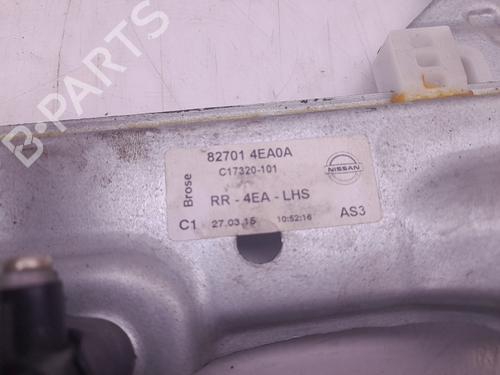 B-PARTS
82701 4EA0A
C17320-101
Brose
NISSAN
RR - 4EA - LHS
C1 27.03.15 10:52:16 AS3